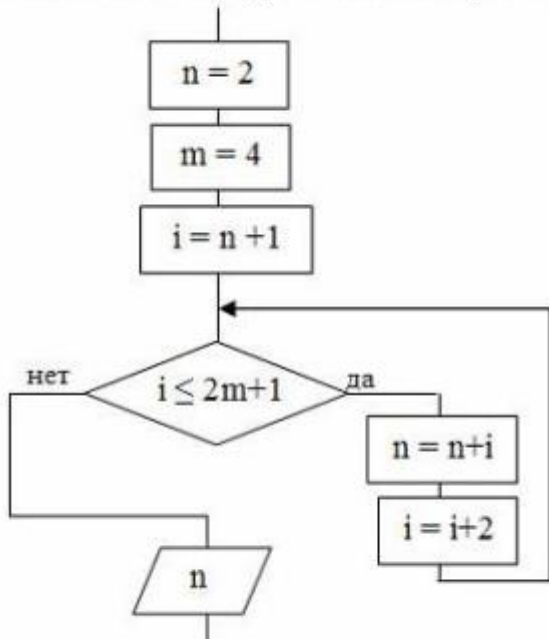 n = 2
m = 4
i = n +1
нет
i ≤ 2m+1
да
n = n+i
i = i+2
n